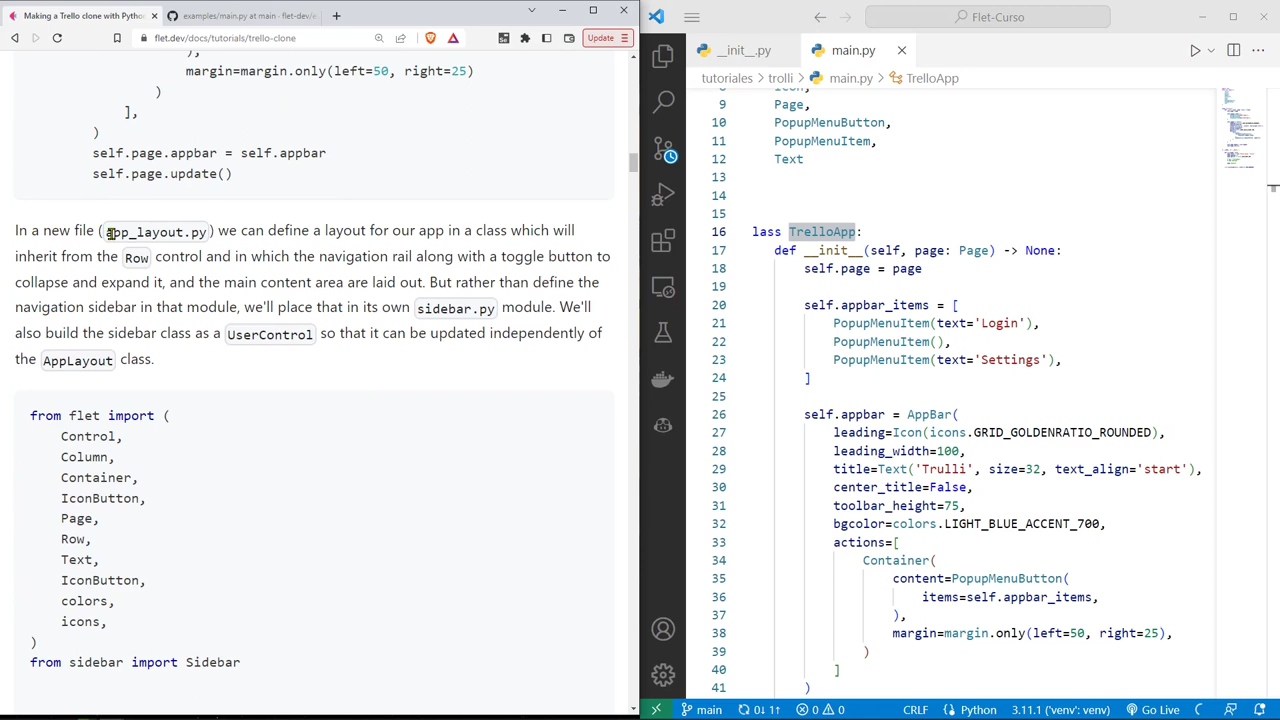 Making a Trello clone with Python
examples/main.py at main · flet-dev/e
flet.dev/docs/tutorials/trello-clone
Update
margin=margin.only(left=50, right=25)
)
],
)
self.page.appbar = self.appbar
self.page.update()
In a new file (app_layout.py) we can define a layout for our app in a class which will
inherit from the Row control and in which the navigation rail along with a toggle button to
collapse and expand it, and the main content area are laid out. But rather than define the
navigation sidebar in that module, we'll place that in its own sidebar.py module. We'll
also build the sidebar class as a UserControl so that it can be updated independently of
the AppLayout class.
from flet import (
Control,
Column,
Container,
IconButton,
Page,
Row,
Text,
IconButton,
colors,
icons,
)
from sidebar import Sidebar
Flet-Curso
__init__.py
main.py
tutoriales > trolli > main.py > TrelloApp
8 Icon,
9 Page,
10 PopupMenuButton,
11 PopupMenuItem,
12 Text
13
14
15
16 lass TrelloApp:
17 def __init__(self, page: Page) -> None:
18 self.page = page
19
20 self.appbar_items = [
21 PopupMenuItem(text='Login'),
22 PopupMenuItem(),
23 PopupMenuItem(text='Settings'),
24 ]
25
26 self.appbar = AppBar(
27 leading=Icon(icons.GRID_GOLDENRATIO_ROUNDED),
28 leading_width=100,
29 title=Text('Trulli', size=32, text_align='start'),
30 center_title=False,
31 toolbar_height=75,
32 bgcolor=colors.LIGHT_BLUE_ACCENT_700,
33 actions=[
34 Container(
35 content=PopupMenuButton(
36 items=self.appbar_items,
37 ),
38 margin=margin.only(left=50, right=25),
39 )
40 ]
41 )
main 0↓ 1↑ 0 0 CRLF Python 3.11.1 ('venv': venv) Go Live